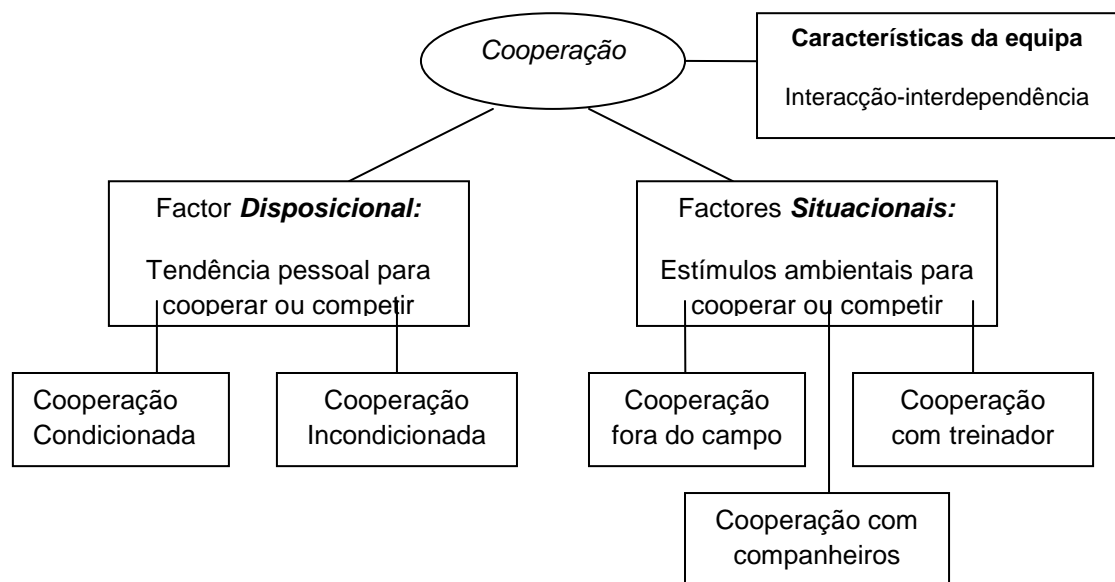 Cooperação
Características da equipa
Interacção-interdependência
Factor Disposicional:
Tendência pessoal para
cooperar ou competir
Factores Situacionais:
Estímulos ambientais para
cooperar ou competir
Cooperação
Condicionada
Cooperação
Incondicionada
Cooperação
fora do campo
Cooperação
com treinador
Cooperação com
companheiros